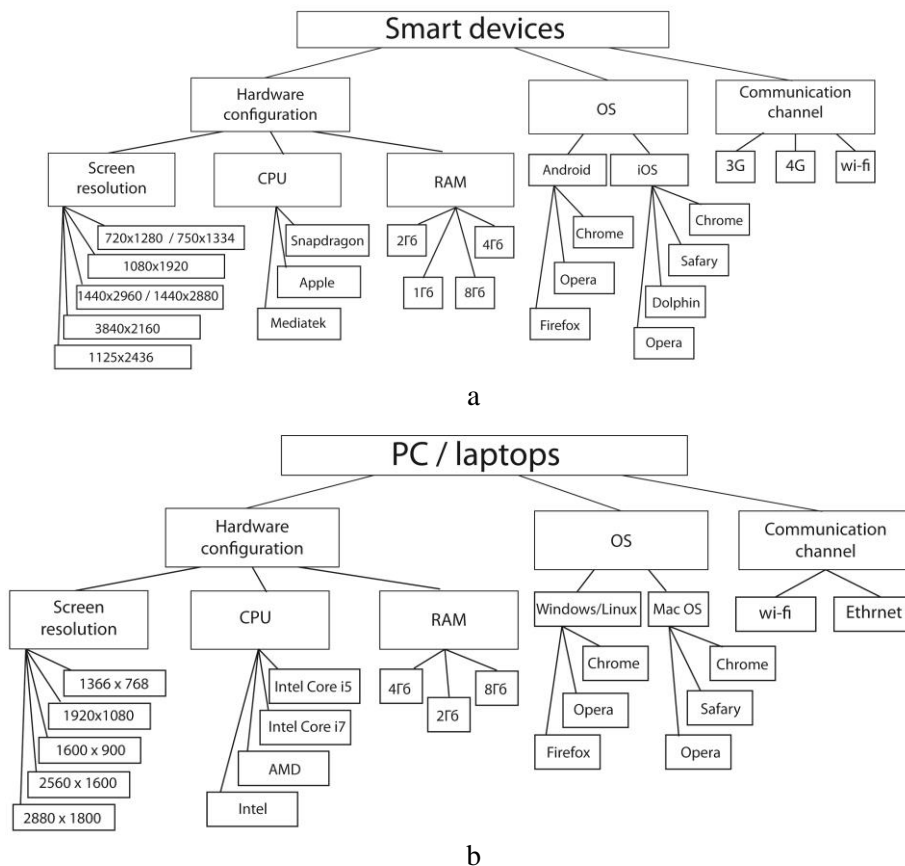 Smart devices
Hardware
configuration
OS
Communication
channel
Screen
resolution
CPU
RAM
Android
iOS
3G
4G
wi-fi
720x1280 / 750x1334
1080x1920
1440x2960 / 1440x2880
3840x2160
1125x2436
Snapdragon
Apple
Mediatek
2Гб
4Гб
1Гб
8Гб
Chrome
Opera
Firefox
Chrome
Safary
Dolphin
Opera
a
PC / laptops
Hardware
configuration
OS
Communication
channel
Screen
resolution
CPU
RAM
Windows/Linux
Mac OS
wi-fi
Ethrnet
1366 x 768
1920x1080
1600 x 900
2560 x 1600
2880 x 1800
Intel Core i5
Intel Core i7
AMD
Intel
4Гб
2Гб
8Гб
Chrome
Opera
Firefox
Chrome
Safary
Opera
b